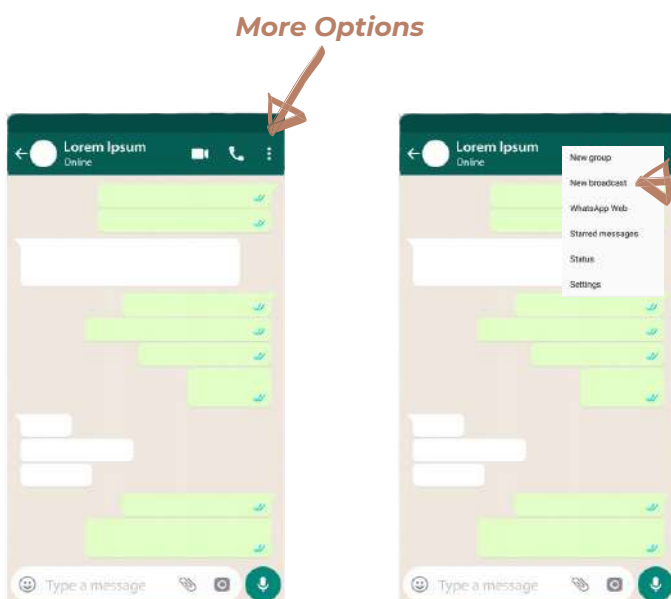 More Options
Lorem Ipsum
Online
Type a message
Lorem Ipsum
Online
New group
New broadcast
WhatsApp Web
Starred messages
Status
Settings
Type a message